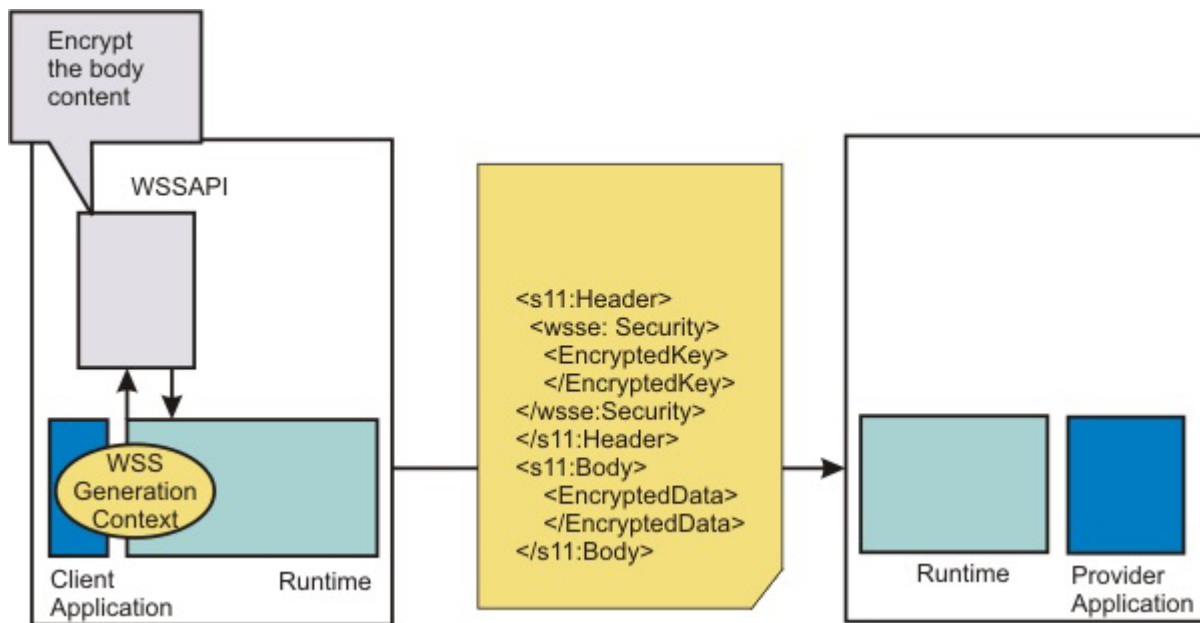 Encrypt
the body
content
WSSAPI
WSS
Generation
Context
Client
Application
Runtime
<s11:Header>
<wsse: Security>
<EncryptedKey>
</EncryptedKey>
</wsse:Security>
</s11:Header>
<s11:Body>
<EncryptedData>
</EncryptedData>
</s11:Body>
Runtime
Provider
Application